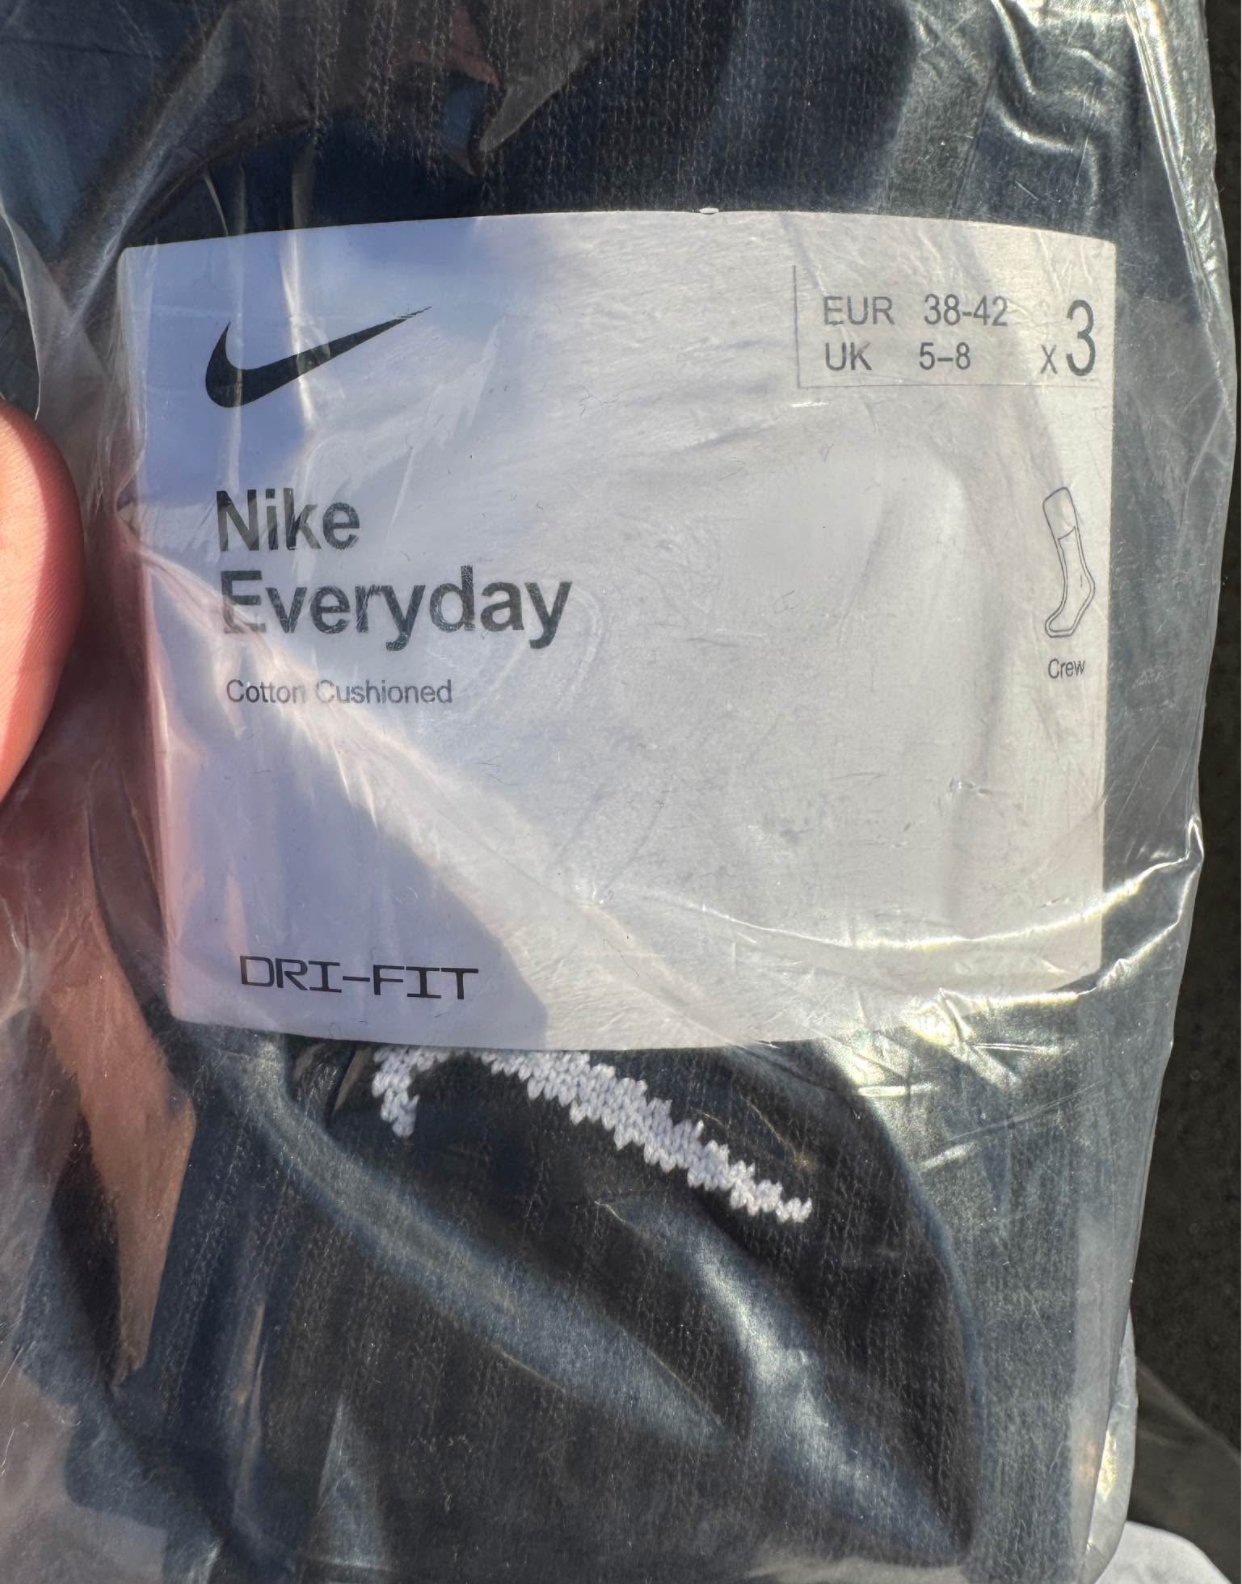 EUR 38-42
UK 5–8
x3
Nike
Everyday
Cotton Cushioned
Crew
DRI-FIT